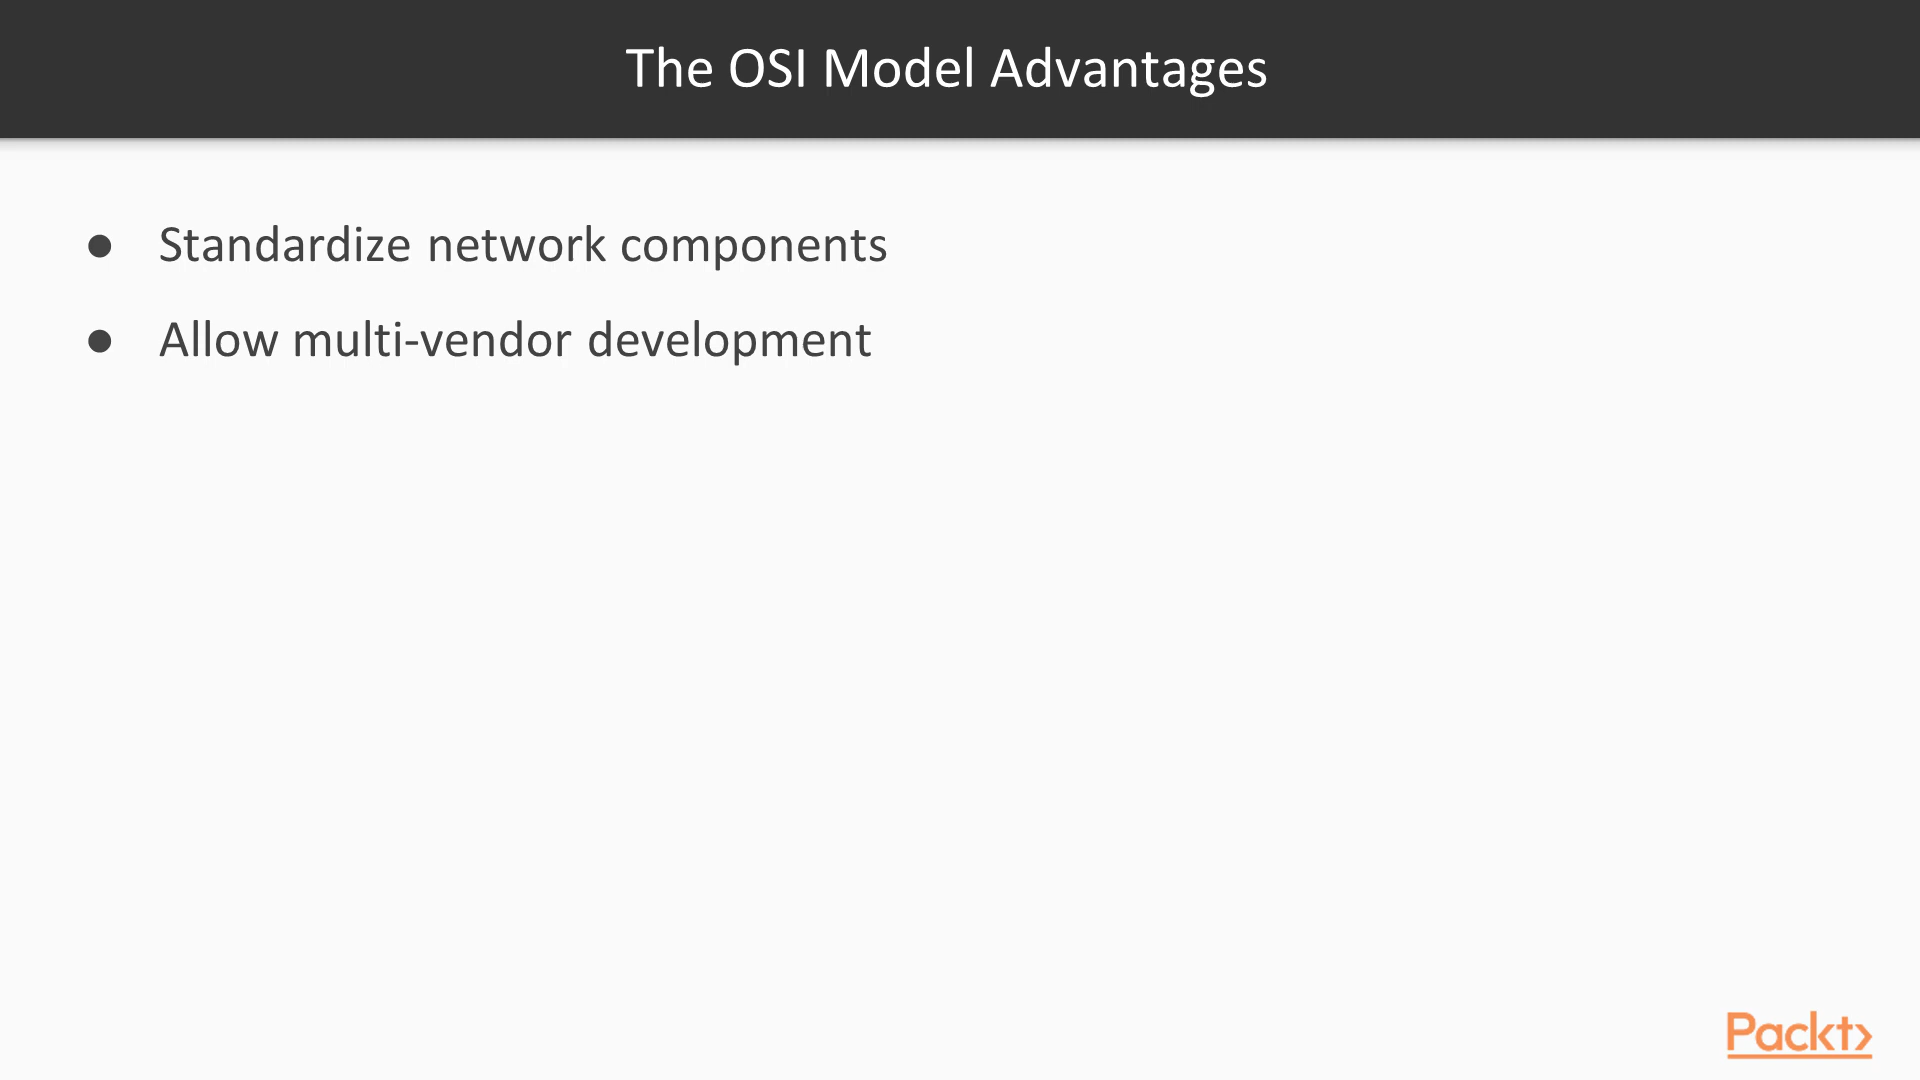 The OSI Model Advantages
● Standardize network components
● Allow multi-vendor development
Packt>